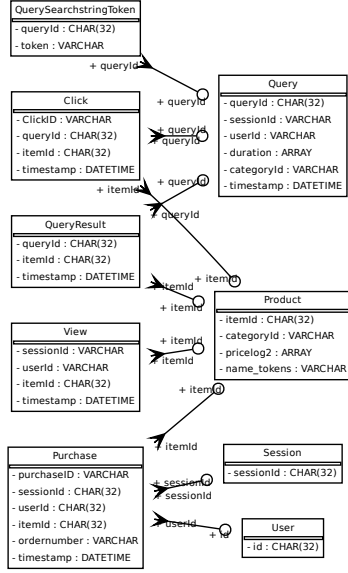 QuerySearchstringToken
- queryId : CHAR(32)
- token : VARCHAR
+ queryId
+ queryId
Query
- queryId : CHAR(32)
- sessionId : VARCHAR
- userId : VARCHAR
- duration : ARRAY
- categoryId : VARCHAR
- timestamp : DATETIME
Click
- ClickID : VARCHAR
- queryId : CHAR(32)
- itemId : CHAR(32)
- timestamp : DATETIME
+ queryId
+ queryId
+ itemId
+ queryId
+ queryId
QueryResult
- queryId : CHAR(32)
- itemId : CHAR(32)
- timestamp : DATETIME
+ itemId
+ itemId
+ itemId
Product
- itemId : CHAR(32)
- categoryId : VARCHAR
- pricelog2 : ARRAY
- name_tokens : VARCHAR
View
- sessionId : VARCHAR
- userId : VARCHAR
- itemId : CHAR(32)
- timestamp : DATETIME
+ itemId
+ itemId
+ itemId
+ itemId
Purchase
- purchaseID : VARCHAR
- sessionId : CHAR(32)
- userId : CHAR(32)
- itemId : CHAR(32)
- ordernumber : VARCHAR
- timestamp : DATETIME
+ sessionId
+ sessionId
Session
- sessionId : CHAR(32)
+ userId
+ id
User
- id : CHAR(32)